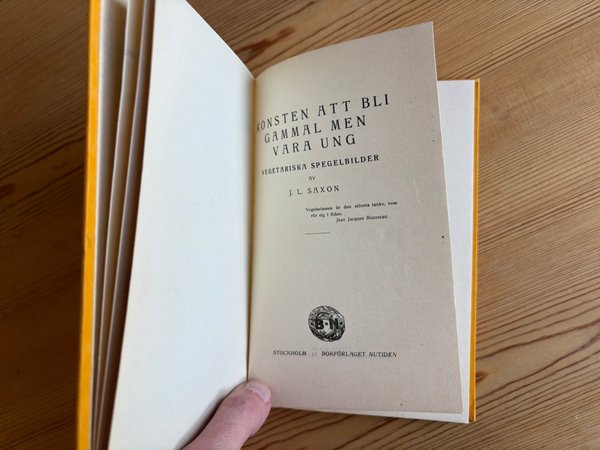 KONSTEN ATT BLI
GAMMAL MEN
VARA UNG
VEGETARISKA SPEGELBILDER
AV
J. L. SAXON
Vegetarismen är den största tanke, som
rör sig i tiden.
Jean Jacques Rousseau.
B·N
STOCKHOLM :: BOKFÖRLAGET NUTIDEN